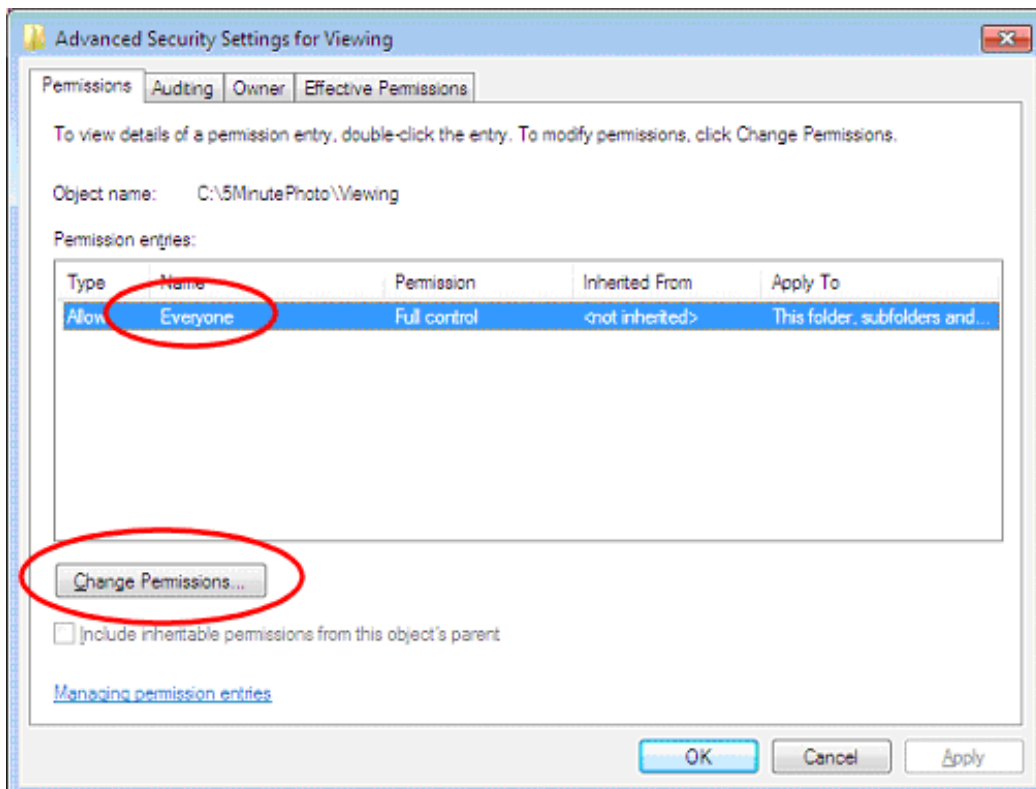 Advanced Security Settings for Viewing
Permissions Auditing Owner Effective Permissions
To view details of a permission entry, double-click the entry. To modify permissions, click Change Permissions.
Object name: C:\5MinutePhoto\Viewing
Permission entries:
Type Name Permission Inherited From Apply To
Allow Everyone Full control <not inherited> This folder, subfolders and...
Change Permissions...
Include inheritable permissions from this object's parent
Managing permission entries
OK Cancel Apply